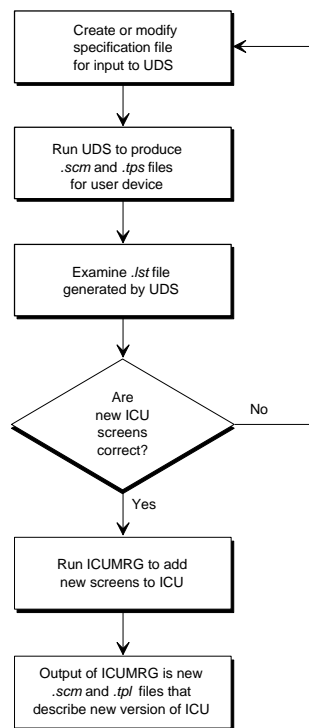 Create or modify
specification file
for input to UDS
Run UDS to produce
.scm and .tps files
for user device
Examine .lst file
generated by UDS
Are
new ICU
screens
correct?
No
Yes
Run ICUMRG to add
new screens to ICU
Output of ICUMRG is new
.scm and .tpl files that
describe new version of ICU